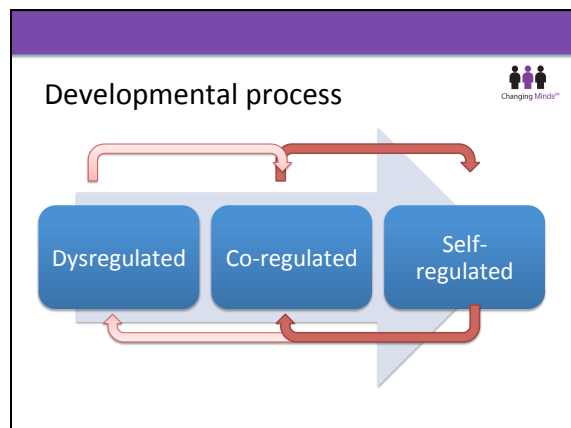 Developmental process
Changing Minds
Dysregulated
Co-regulated
Self-
regulated